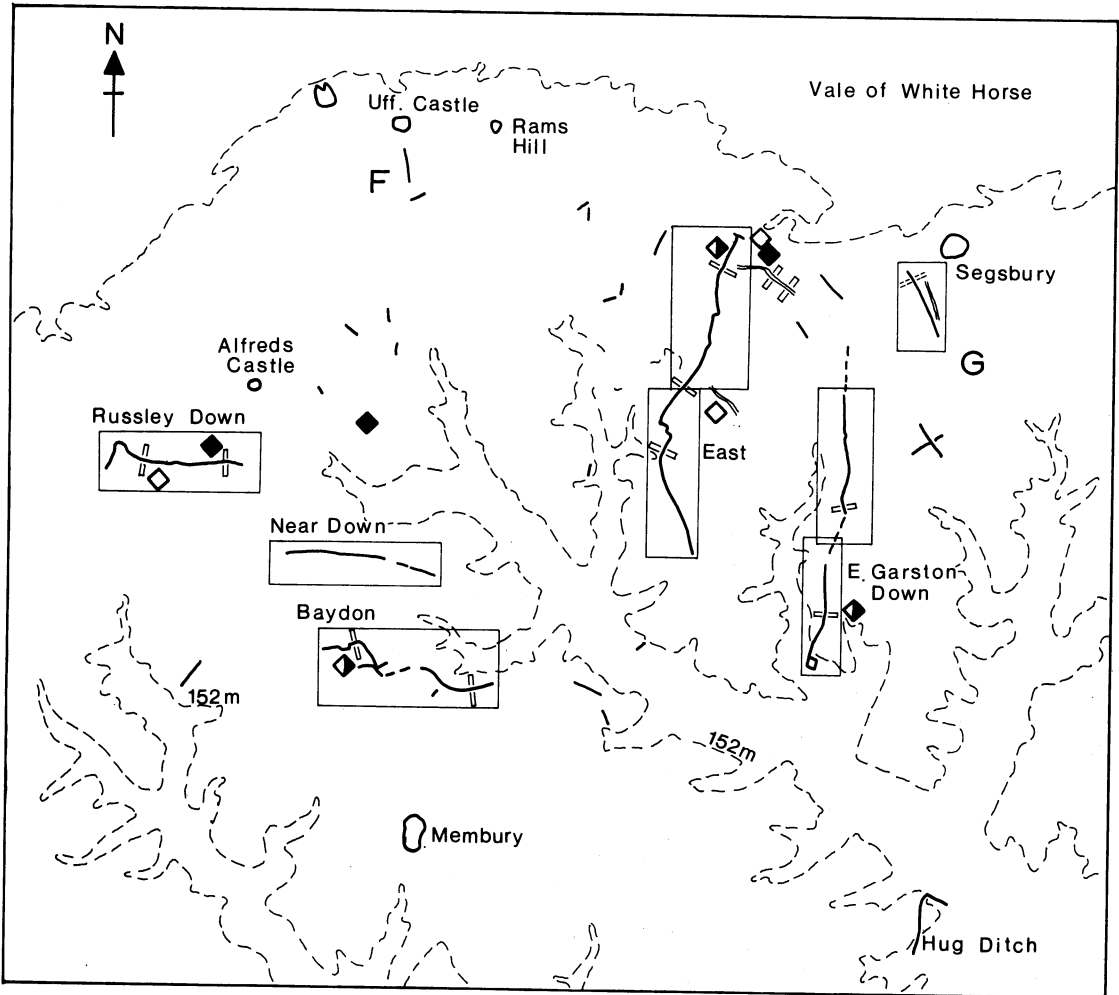 N
Vale of White Horse
Uff. Castle
Rams
Hill
F
Segsbury
Alfreds
Castle
G
Russley Down
East
Near Down
E. Garston
Down
Baydon
152m
152m
Membury
Hug Ditch